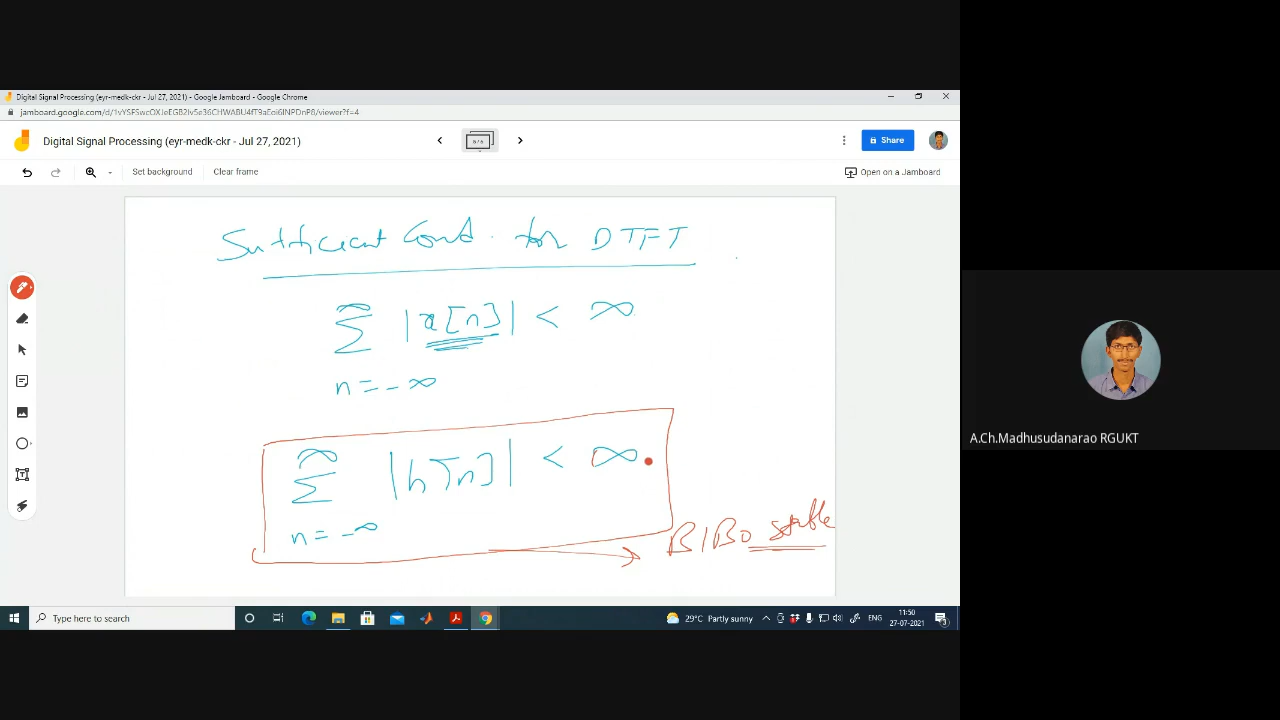 Digital Signal Processing (eyr-medk-ckr - Jul 27, 2021) - Google Jamboard - Google Chrome
Digital Signal Processing (eyr-medk-ckr - Jul 27, 2021)
Share
Set background
Clear frame
Open on a Jamboard
Sufficient Cond. for DTFT
∞
Σ |x[n]| < ∞
n = - ∞
∞
Σ |h[n]| < ∞
n = - ∞
BIBO stable
A.Ch.Madhusudanarao RGUKT
Type here to search
29°C Partly sunny
ENG
11:50
27-07-2021